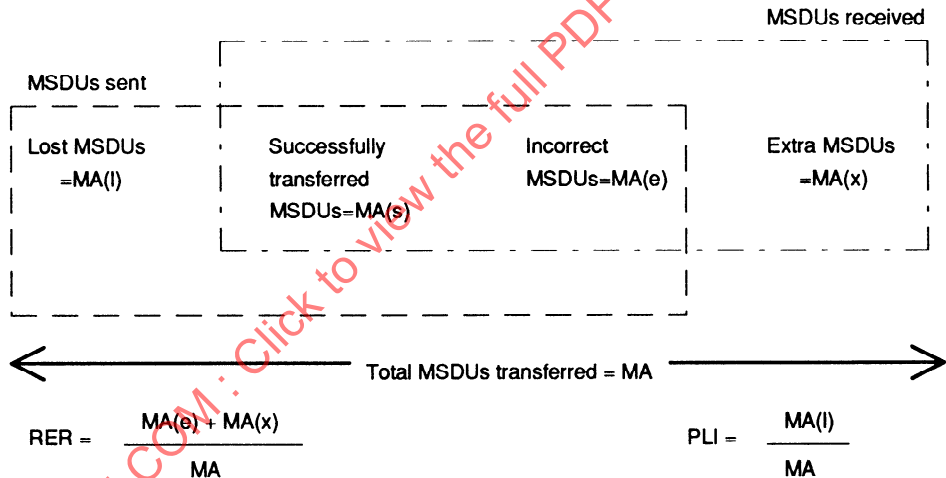 MSDUs received
MSDUs sent
Lost MSDUs
=MA(l)
Successfully
transferred
MSDUs=MA(s)
Incorrect
MSDUs=MA(e)
Extra MSDUs
=MA(x)
Total MSDUs transferred = MA
RER = MA(e) + MA(x)
MA
PLI = MA(l)
MA
COM : Click to view the full PDF